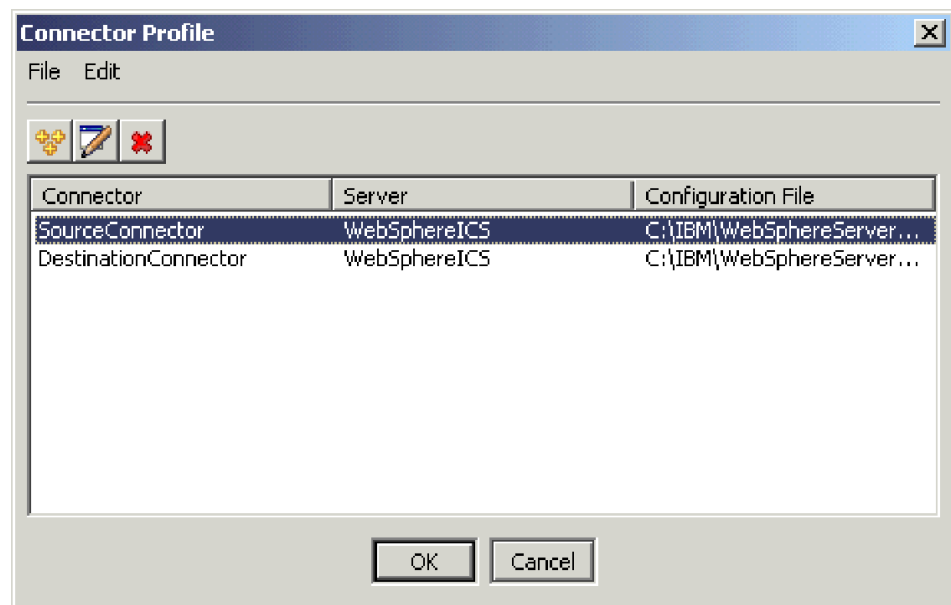 Connector Profile
File Edit
Connector Server Configuration File
SourceConnector WebSphereICS C:\IBM\WebSphereServer...
DestinationConnector WebSphereICS C:\IBM\WebSphereServer...
OK Cancel